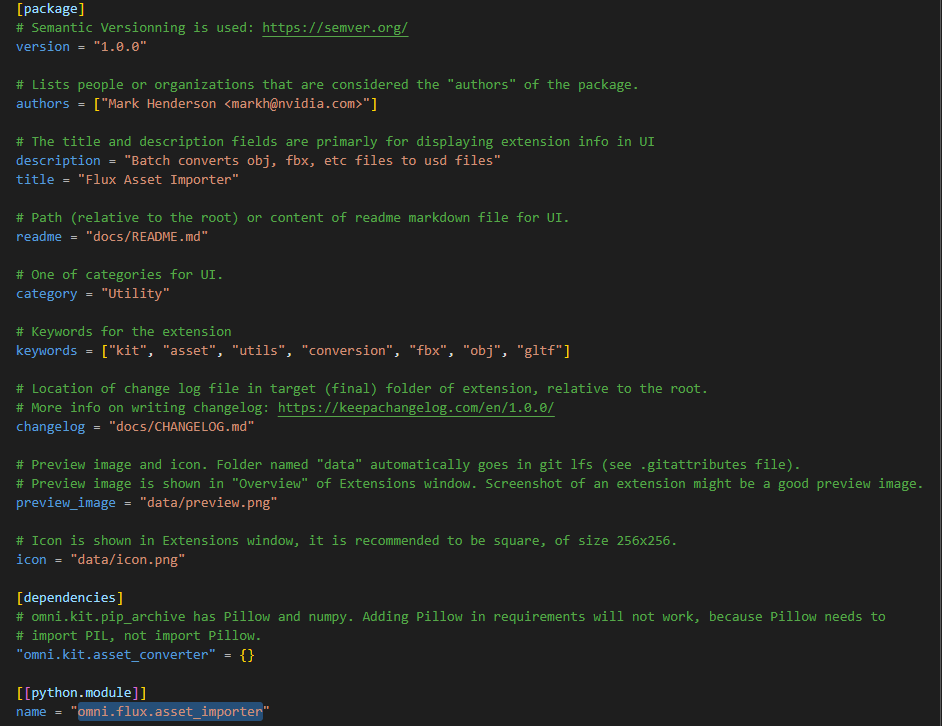 [package]
# Semantic Versionning is used: https://semver.org/
version = "1.0.0"
# Lists people or organizations that are considered the "authors" of the package.
authors = ["Mark Henderson <markh@nvidia.com>"]
# The title and description fields are primarly for displaying extension info in UI
description = "Batch converts obj, fbx, etc files to usd files"
title = "Flux Asset Importer"
# Path (relative to the root) or content of readme markdown file for UI.
readme = "docs/README.md"
# One of categories for UI.
category = "Utility"
# Keywords for the extension
keywords = ["kit", "asset", "utils", "conversion", "fbx", "obj", "gltf"]
# Location of change log file in target (final) folder of extension, relative to the root.
# More info on writing changelog: https://keepachangelog.com/en/1.0.0/
changelog = "docs/CHANGELOG.md"
# Preview image and icon. Folder named "data" automatically goes in git lfs (see .gitattributes file).
# Preview image is shown in "Overview" of Extensions window. Screenshot of an extension might be a good preview image.
preview_image = "data/preview.png"
# Icon is shown in Extensions window, it is recommended to be square, of size 256x256.
icon = "data/icon.png"
[dependencies]
# omni.kit.pip_archive has Pillow and numpy. Adding Pillow in requirements will not work, because Pillow needs to
# import PIL, not import Pillow.
"omni.kit.asset_converter" = {}
[[python.module]]
name = "omni.flux.asset_importer"